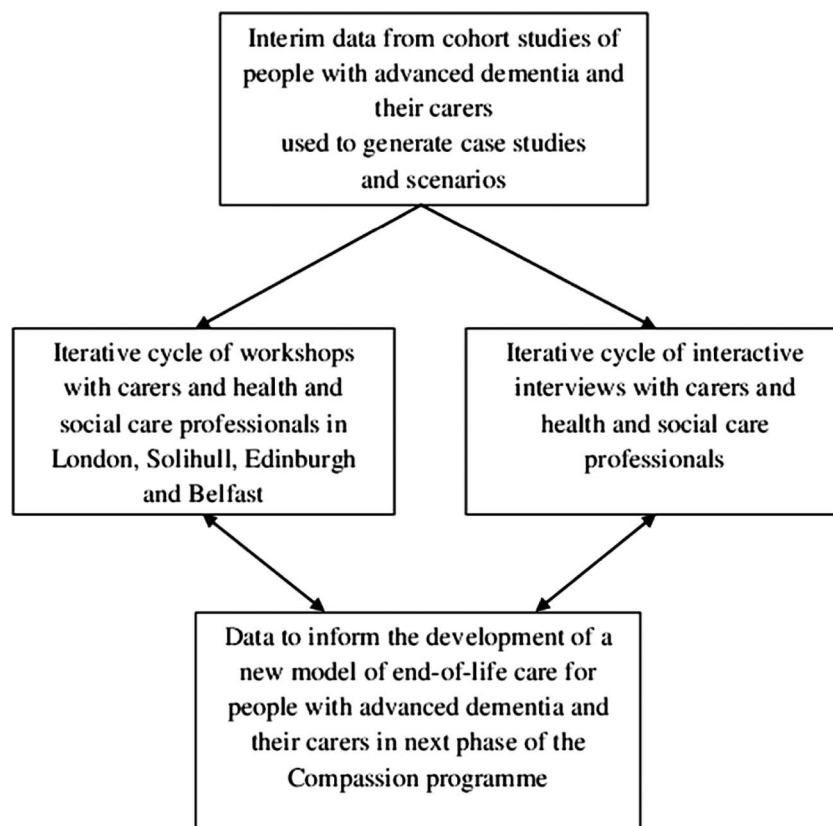 Interim data from cohort studies of
people with advanced dementia and
their carers
used to generate case studies
and scenarios
Iterative cycle of workshops
with carers and health and
social care professionals in
London, Solihull, Edinburgh
and Belfast
Iterative cycle of interactive
interviews with carers and
health and social care
professionals
Data to inform the development of a
new model of end-of-life care for
people with advanced dementia and
their carers in next phase of the
Compassion programme